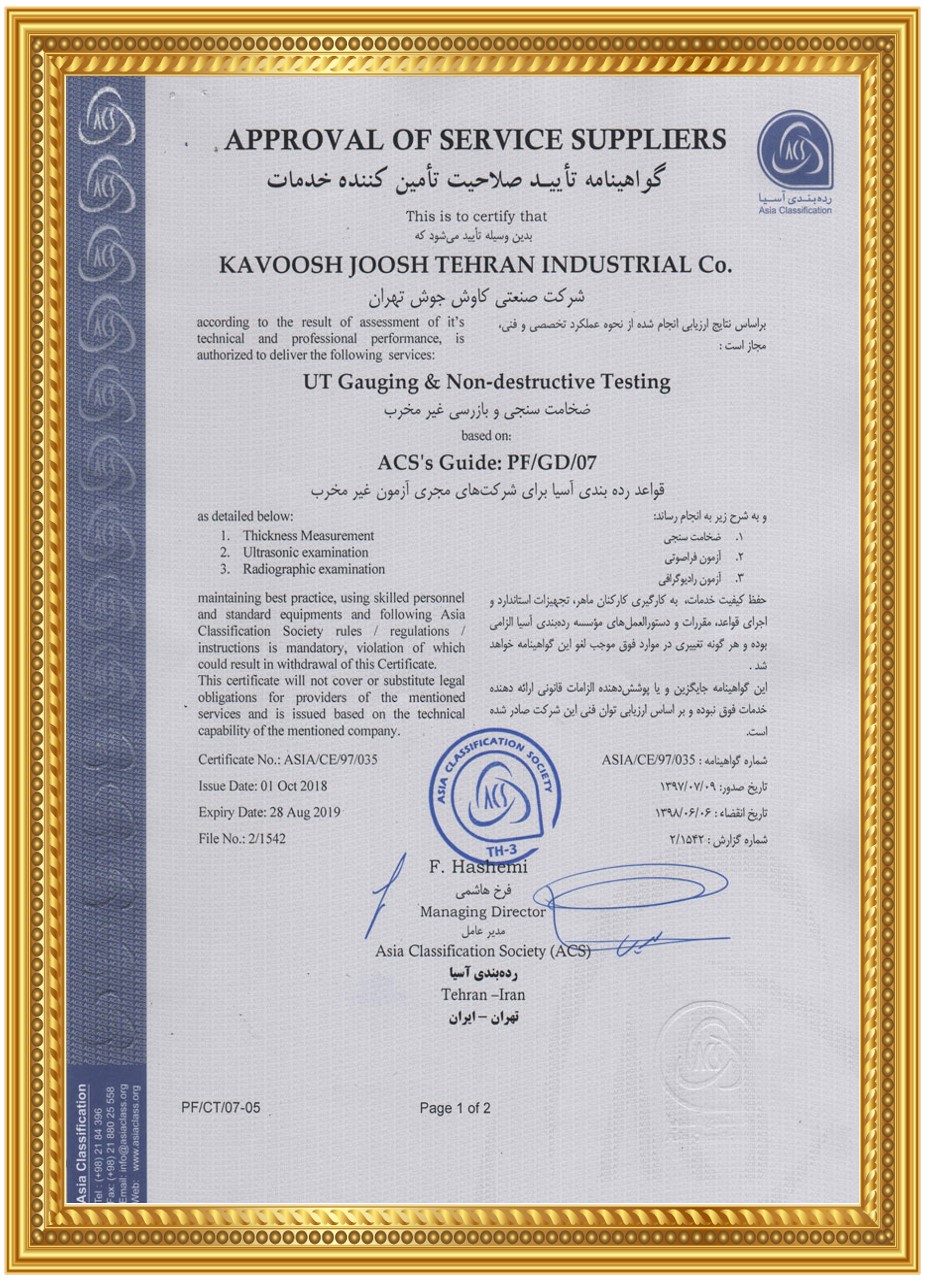 APPROVAL OF SERVICE SUPPLIERS
گواهینامه تأییـد صلاحیت تأمین کننده خدمات
ACS
رده‌بنـدی آسـیـا
Asia Classification
This is to certify that
بدین وسیله تأیید می‌شود که
KAVOOSH JOOSH TEHRAN INDUSTRIAL Co.
شرکت صنعتی کاوش جوش تهران
according to the result of assessment of it's
technical and professional performance, is
authorized to deliver the following services:
براساس نتایج ارزیابی انجام شده از نحوه عملکرد تخصصی و فنی،
مجاز است :
UT Gauging & Non-destructive Testing
ضخامت سنجی و بازرسی غیر مخرب
based on:
ACS's Guide: PF/GD/07
قواعد رده بندی آسیا برای شرکت‌های مجری آزمون غیر مخرب
as detailed below:
1. Thickness Measurement
2. Ultrasonic examination
3. Radiographic examination
و به شرح زیر به انجام رساند:
۱. ضخامت سنجی
۲. آزمون فراصوتی
۳. آزمون رادیوگرافی
maintaining best practice, using skilled personnel
and standard equipments and following Asia
Classification Society rules / regulations /
instructions is mandatory, violation of which
could result in withdrawal of this Certificate.
This certificate will not cover or substitute legal
obligations for providers of the mentioned
services and is issued based on the technical
capability of the mentioned company.
حفظ کیفیت خدمات، به کارگیری کارکنان ماهر، تجهیزات استاندارد و
اجرای قواعد، مقررات و دستورالعمل‌های مؤسسه رده‌بندی آسیا الزامی
بوده و هر گونه تغییری در موارد فوق موجب لغو این گواهینامه خواهد
شد .
این گواهینامه جایگزین و یا پوشش‌دهنده الزامات قانونی ارائه دهنده
خدمات فوق نبوده و بر اساس ارزیابی توان فنی این شرکت صادر شده
است.
Certificate No.: ASIA/CE/97/035
Issue Date: 01 Oct 2018
Expiry Date: 28 Aug 2019
File No.: 2/1542
شماره گواهینامه : ASIA/CE/97/035
تاریخ صدور: ۱۳۹۷/۰۷/۰۹
تاریخ انقضاء : ۱۳۹۸/۰۶/۰۶
شماره گزارش : ۲/۱۵۴۲
ASIA CLASSIFICATION SOCIETY
ACS
TH-3
F. Hashemi
فرخ هاشمی
Managing Director
مدیر عامل
Asia Classification Society (ACS)
رده‌بندی آسیا
Tehran –Iran
تهران – ایران
PF/CT/07-05
Page 1 of 2
Asia Classification
Tel : (+98) 21 84 396
Fax: (+98) 21 880 25 558
Email: info@asiaclass.org
Web: www.asiaclass.org